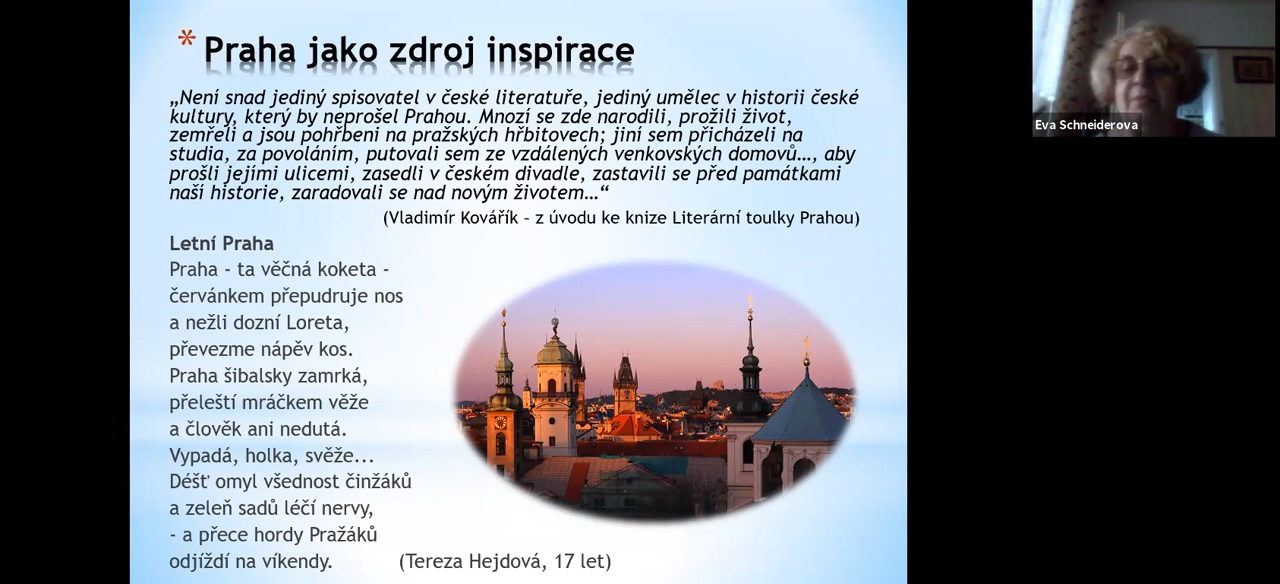 * Praha jako zdroj inspirace
„Není snad jediný spisovatel v české literatuře, jediný umělec v historii české
kultury, který by neprošel Prahou. Mnozí se zde narodili, prožili život,
zemřeli a jsou pohřbeni na pražských hřbitovech; jiní sem přicházeli na
studia, za povoláním, putovali sem ze vzdálených venkovských domovů…, aby
prošli jejími ulicemi, zasedli v českém divadle, zastavili se před památkami
naší historie, zaradovali se nad novým životem…“
(Vladimír Kovářík – z úvodu ke knize Literární toulky Prahou)
Letní Praha
Praha - ta věčná koketa -
červánkem přepudruje nos
a nežli dozní Loreta,
převezme nápěv kos.
Praha šibalsky zamrká,
přeleští mráčkem věže
a člověk ani nedutá.
Vypadá, holka, svěže...
Déšť omyl všednost činžáků
a zeleň sadů léčí nervy,
- a přece hordy Pražáků
odjíždí na víkendy. (Tereza Hejdová, 17 let)
Eva Schneiderova